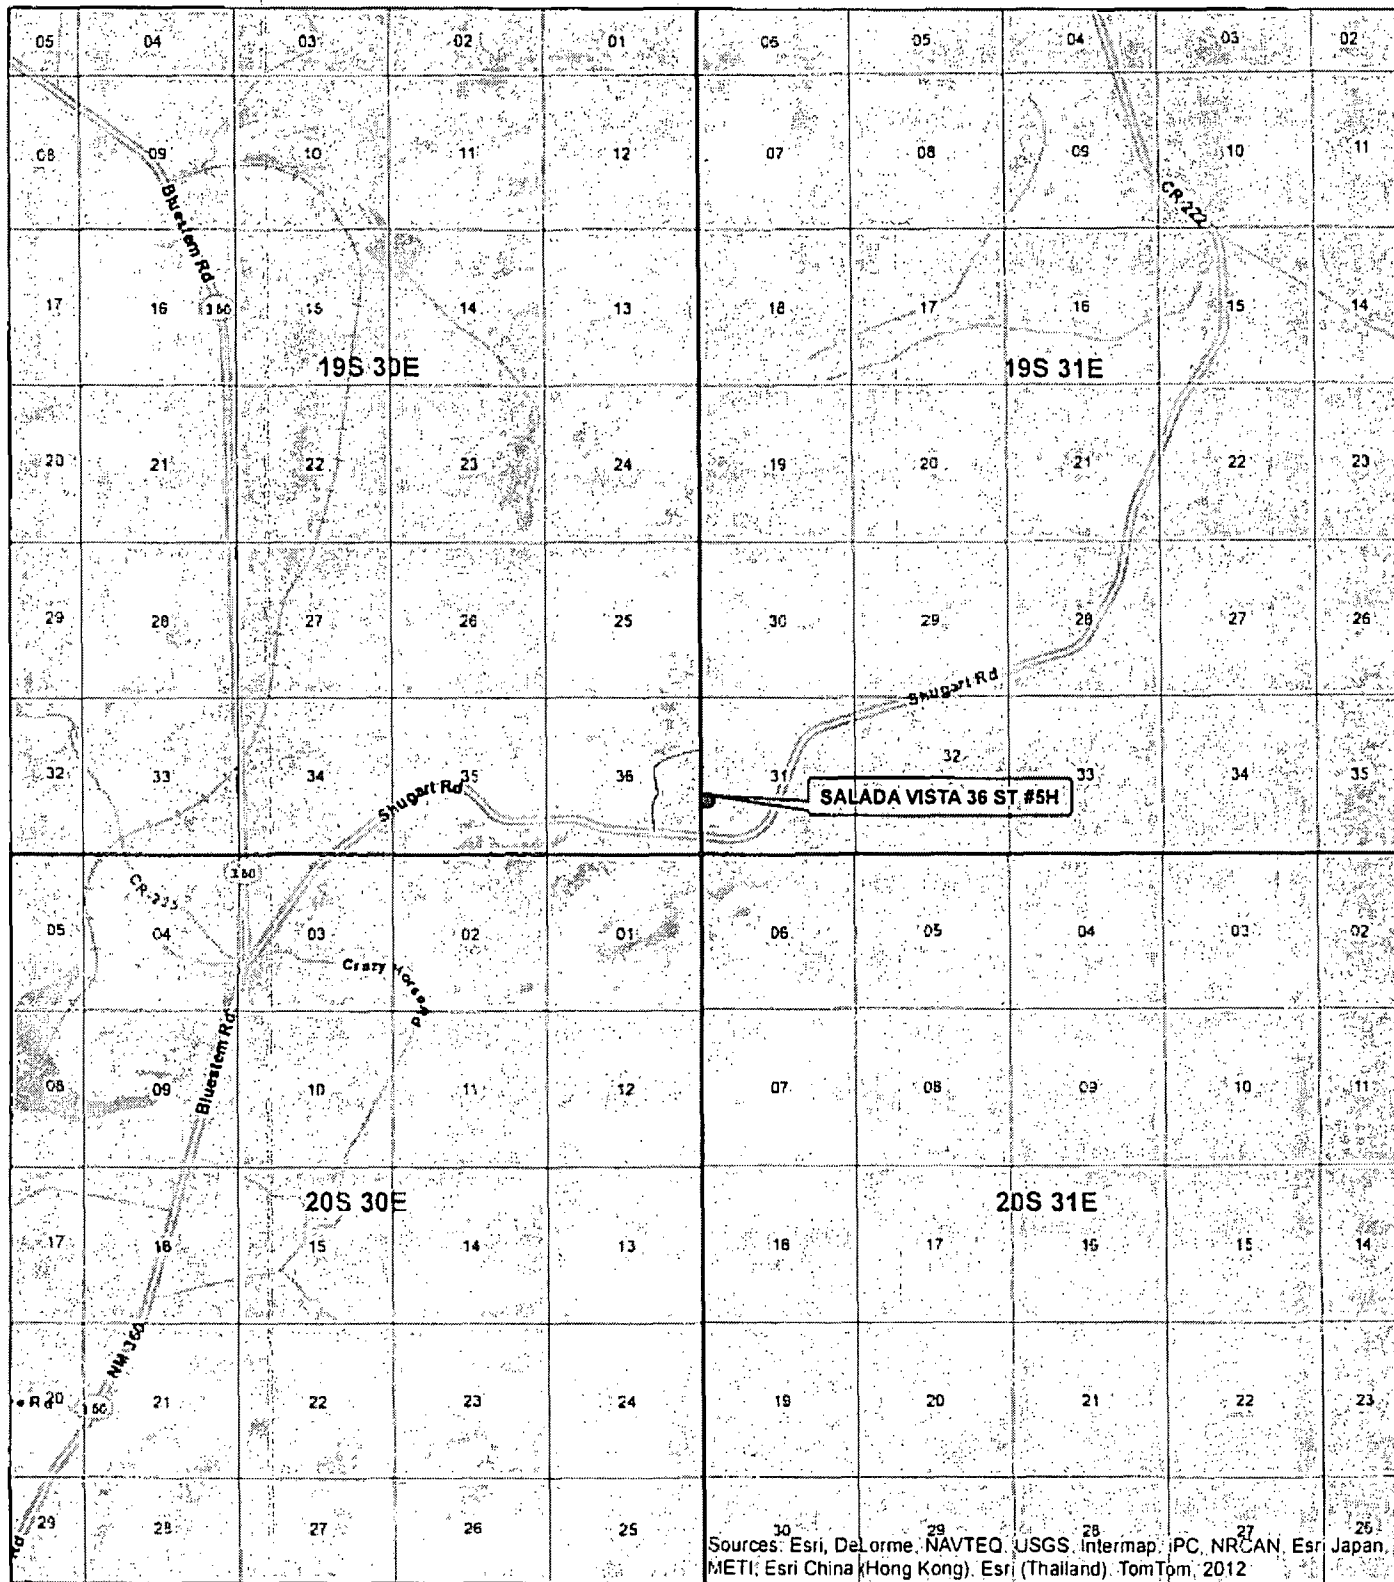 05 04 03 02 01 06 05 04 03 02
08 09 10 11 12 07 08 09 10 11
Bluestem Rd
CR-222
17 16 360 15 14 13 18 17 16 15 14
19S 30E 19S 31E
20 21 22 23 24 19 20 21 22 23
29 28 27 26 25 30 29 28 27 26
Shugart Rd
32 33 34 35 36 31 32 33 34 35
Shugart Rd
SALADA VISTA 36 ST #5H
360
CR-235
05 04 03 02 01 06 05 04 03 02
Crazy Horse Rd
Bluestem Rd
08 09 10 11 12 07 08 09 10 11
20S 30E 20S 31E
17 16 15 14 13 18 17 16 15 14
NM 360
e Rd 20 360 21 22 23 24 19 20 21 22 23
29 28 27 26 25 30 29 28 27 26
Rd
Sources: Esri, DeLorme, NAVTEQ, USGS, Intermap, iPC, NRCAN, Esri Japan,
METI, Esri China (Hong Kong), Esri (Thailand), TomTom, 2012